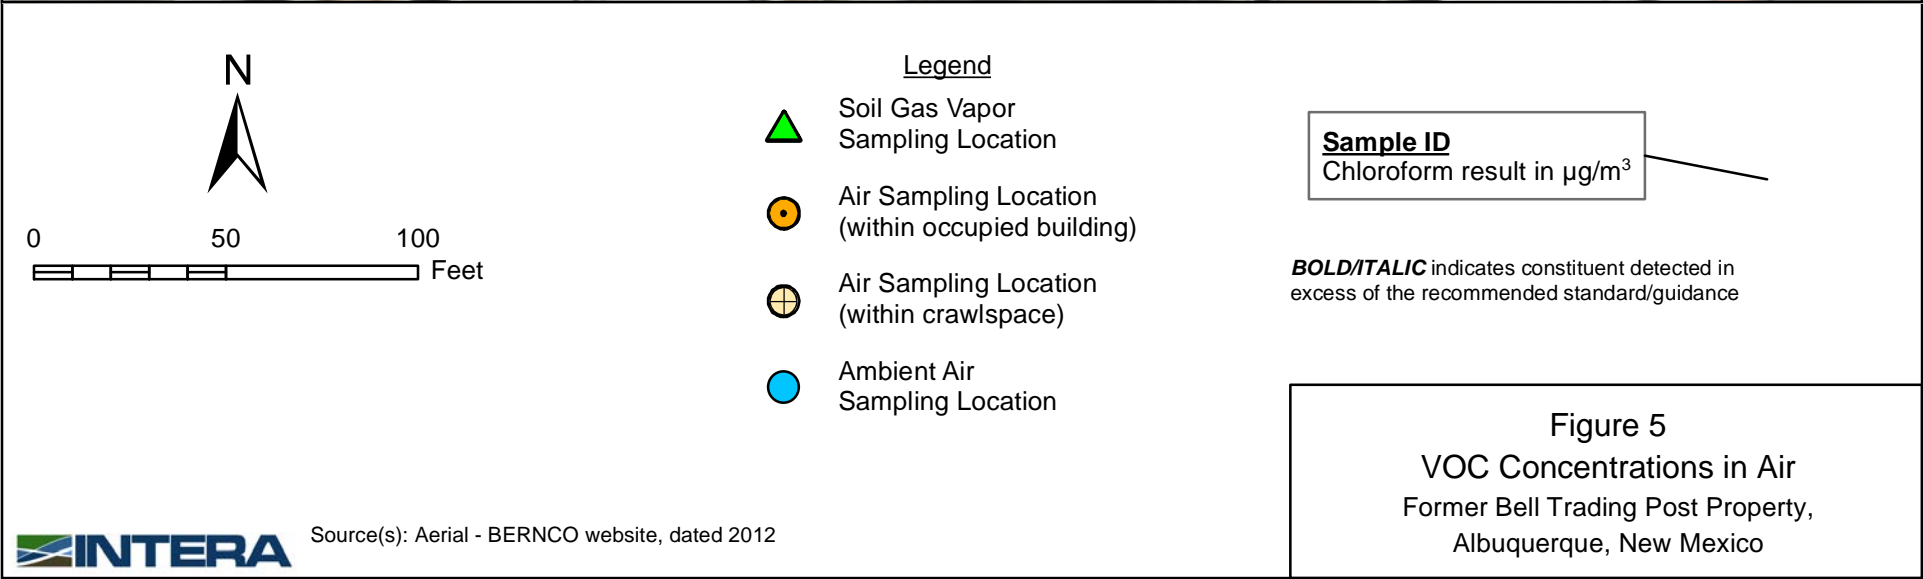 N
0 50 100
Feet
Legend
Soil Gas Vapor
Sampling Location
Air Sampling Location
(within occupied building)
Air Sampling Location
(within crawlspace)
Ambient Air
Sampling Location
Sample ID
Chloroform result in µg/m³
BOLD/ITALIC indicates constituent detected in
excess of the recommended standard/guidance
Figure 5
VOC Concentrations in Air
Former Bell Trading Post Property,
Albuquerque, New Mexico
INTERA
Source(s): Aerial - BERNCO website, dated 2012